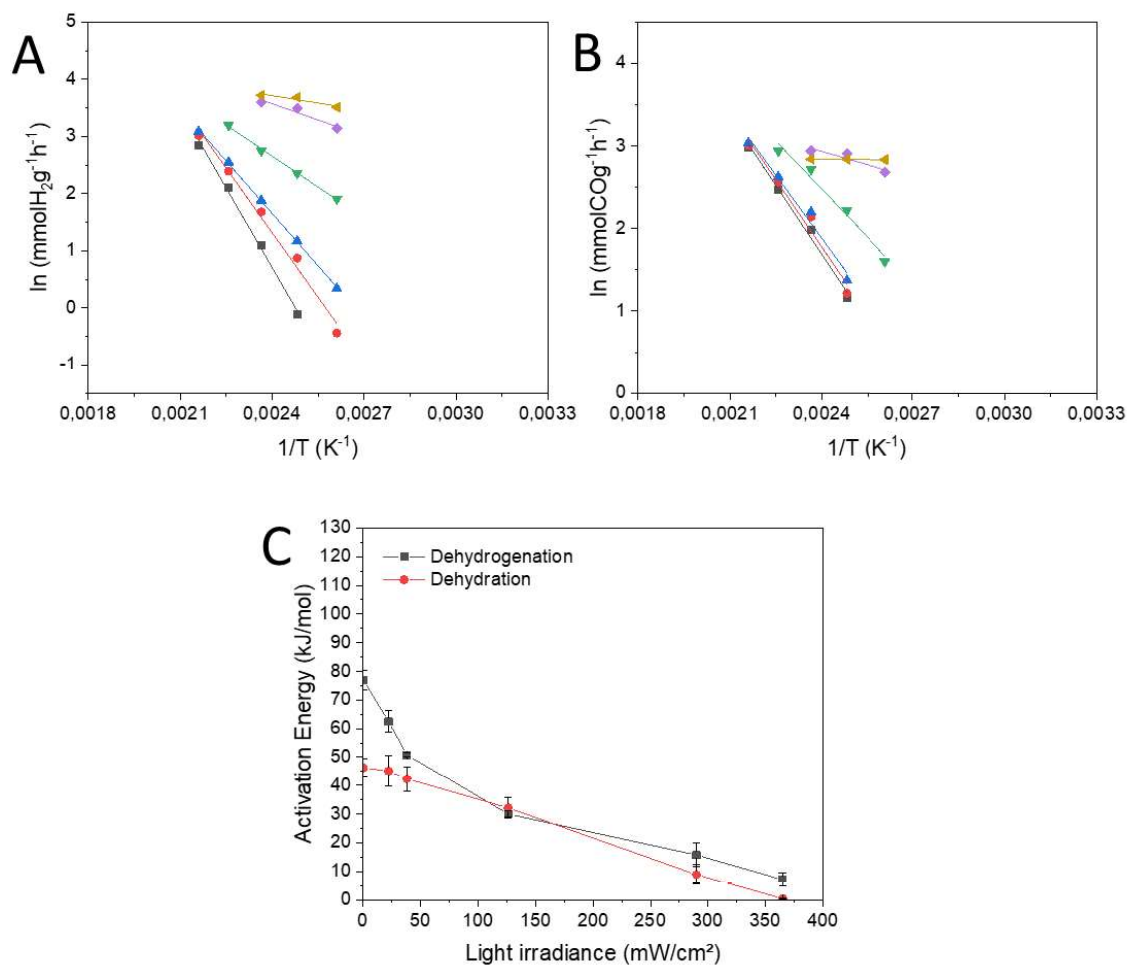 A
ln (mmolH₂g⁻¹h⁻¹)
5
4
3
2
1
0
-1
0,0018 0,0021 0,0024 0,0027 0,0030 0,0033
1/T (K⁻¹)
B
ln (mmolCOg⁻¹h⁻¹)
4
3
2
1
0
0,0018 0,0021 0,0024 0,0027 0,0030 0,0033
1/T (K⁻¹)
C
Activation Energy (kJ/mol)
130
120
110
100
90
80
70
60
50
40
30
20
10
0
Dehydrogenation
Dehydration
0 50 100 150 200 250 300 350 400
Light irradiance (mW/cm²)